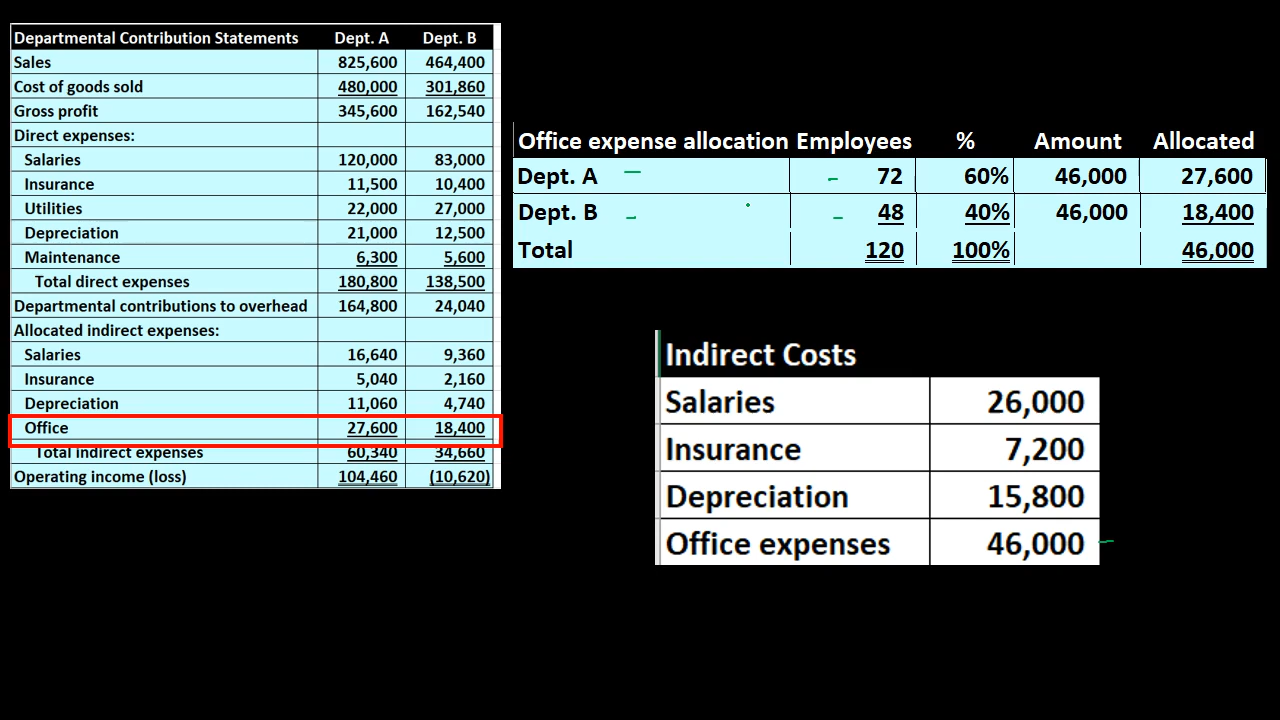 Departmental Contribution Statements Dept. A Dept. B
Sales 825,600 464,400
Cost of goods sold 480,000 301,860
Gross profit 345,600 162,540
Direct expenses:
Salaries 120,000 83,000
Insurance 11,500 10,400
Utilities 22,000 27,000
Depreciation 21,000 12,500
Maintenance 6,300 5,600
Total direct expenses 180,800 138,500
Departmental contributions to overhead 164,800 24,040
Allocated indirect expenses:
Salaries 16,640 9,360
Insurance 5,040 2,160
Depreciation 11,060 4,740
Office 27,600 18,400
Total indirect expenses 60,340 34,660
Operating income (loss) 104,460 (10,620)
Office expense allocation Employees % Amount Allocated
Dept. A 72 60% 46,000 27,600
Dept. B 48 40% 46,000 18,400
Total 120 100% 46,000
Indirect Costs
Salaries 26,000
Insurance 7,200
Depreciation 15,800
Office expenses 46,000